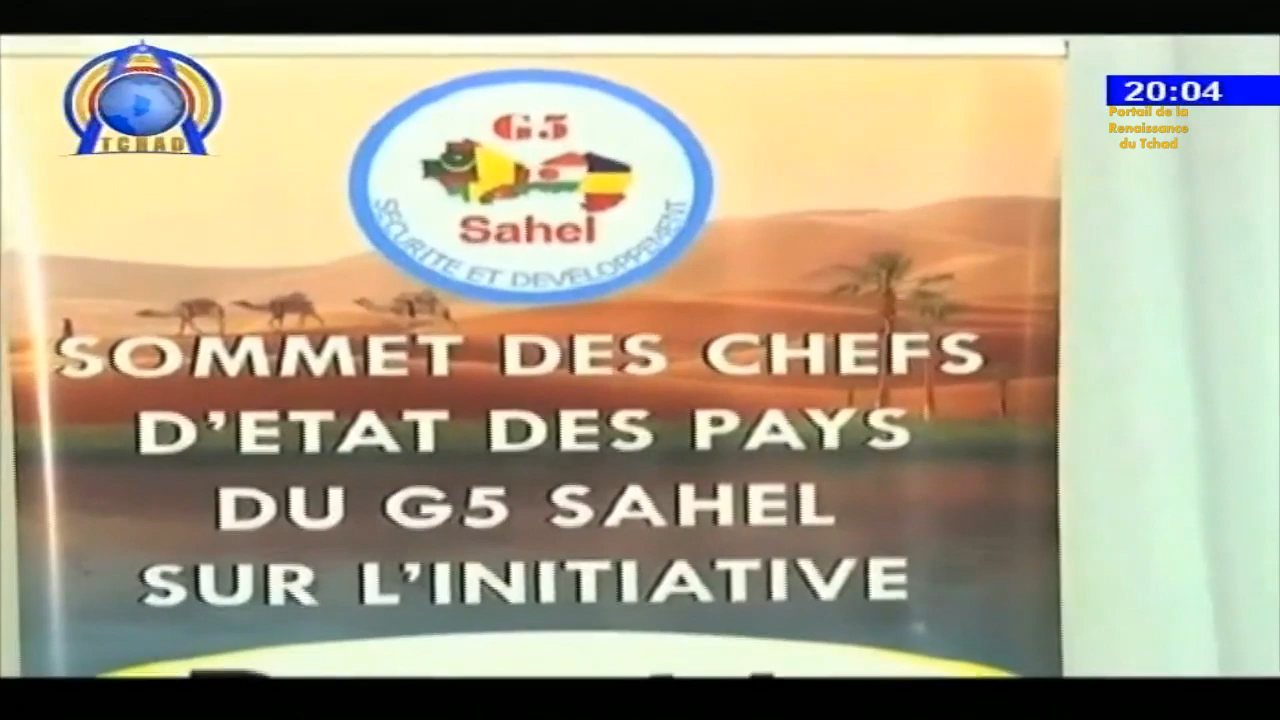 TCHAD
20:04
Portail de la
Renaissance
du Tchad
G5
Sahel
SECURITE ET DEVELOPPEMENT
SOMMET DES CHEFS
D'ETAT DES PAYS
DU G5 SAHEL
SUR L'INITIATIVE